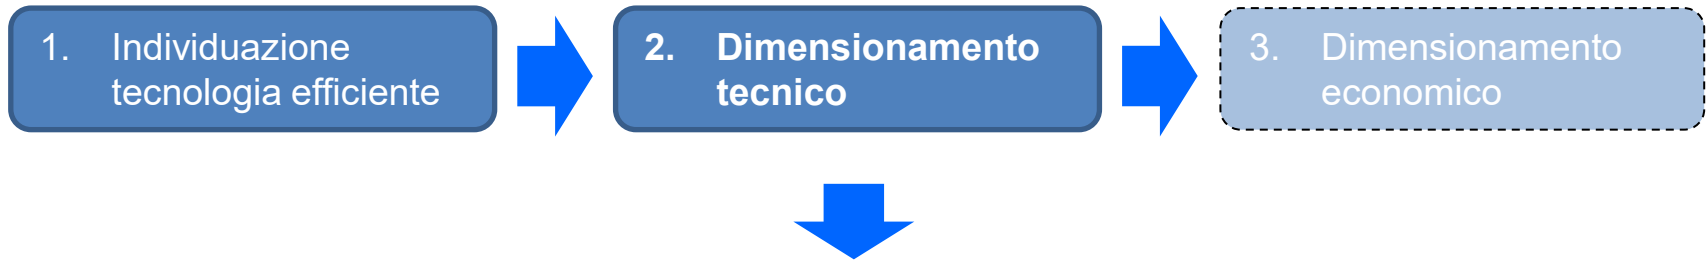 1. Individuazione
tecnologia efficiente
2. Dimensionamento
tecnico
3. Dimensionamento
economico